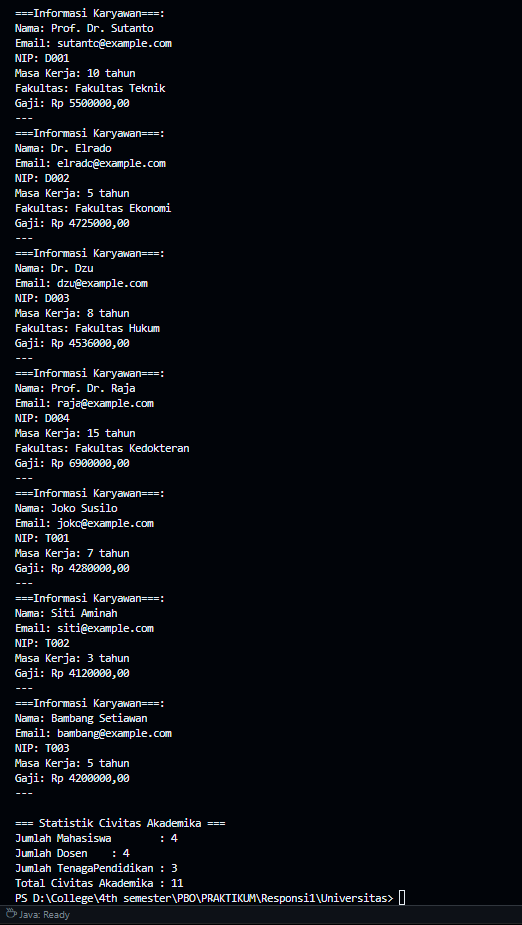 ===Informasi Karyawan===:
Nama: Prof. Dr. Sutanto
Email: sutanto@example.com
NIP: D001
Masa Kerja: 10 tahun
Fakultas: Fakultas Teknik
Gaji: Rp 5500000,00
---
===Informasi Karyawan===:
Nama: Dr. Elrado
Email: elrado@example.com
NIP: D002
Masa Kerja: 5 tahun
Fakultas: Fakultas Ekonomi
Gaji: Rp 4725000,00
---
===Informasi Karyawan===:
Nama: Dr. Dzu
Email: dzu@example.com
NIP: D003
Masa Kerja: 8 tahun
Fakultas: Fakultas Hukum
Gaji: Rp 4536000,00
---
===Informasi Karyawan===:
Nama: Prof. Dr. Raja
Email: raja@example.com
NIP: D004
Masa Kerja: 15 tahun
Fakultas: Fakultas Kedokteran
Gaji: Rp 6900000,00
---
===Informasi Karyawan===:
Nama: Joko Susilo
Email: joko@example.com
NIP: T001
Masa Kerja: 7 tahun
Gaji: Rp 4280000,00
---
===Informasi Karyawan===:
Nama: Siti Aminah
Email: siti@example.com
NIP: T002
Masa Kerja: 3 tahun
Gaji: Rp 4120000,00
---
===Informasi Karyawan===:
Nama: Bambang Setiawan
Email: bambang@example.com
NIP: T003
Masa Kerja: 5 tahun
Gaji: Rp 4200000,00
---
=== Statistik Civitas Akademika ===
Jumlah Mahasiswa : 4
Jumlah Dosen : 4
Jumlah TenagaPendidikan : 3
Total Civitas Akademika : 11
PS D:\College\4th semester\PBO\PRAKTIKUM\Responsi1\Universitas>
Java: Ready